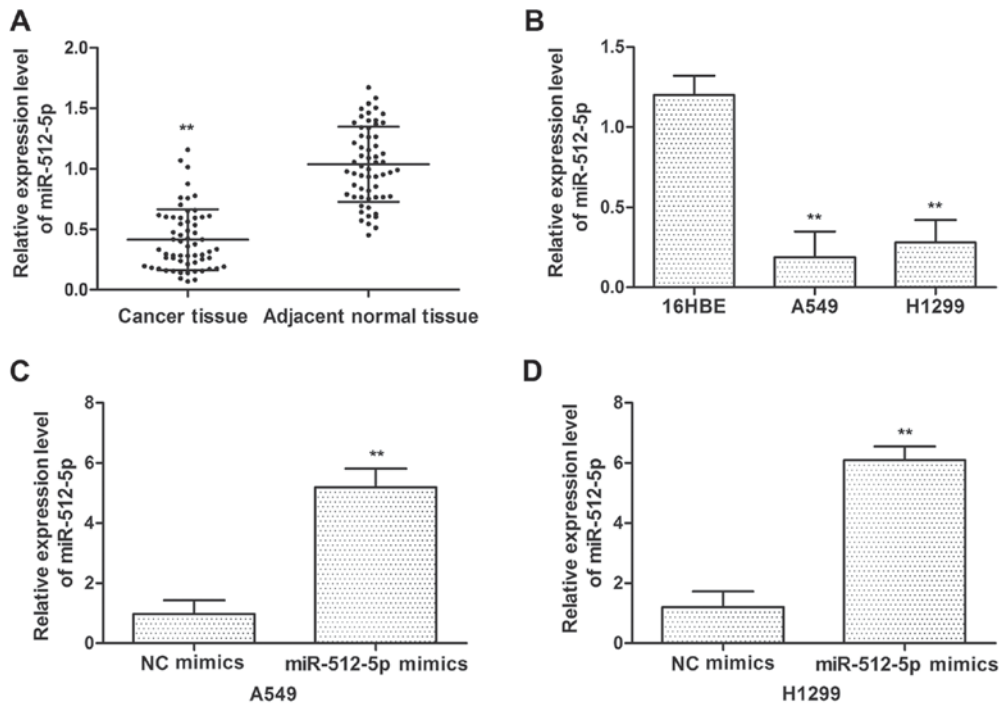 A
Relative expression level
of miR-512-5p
2.0
1.5
1.0
0.5
0.0
**
Cancer tissue
Adjacent normal tissue
B
Relative expression level
of miR-512-5p
1.5
1.0
0.5
0.0
**
**
16HBE
A549
H1299
C
Relative expression level
of miR-512-5p
8
6
4
2
0
**
NC mimics
miR-512-5p mimics
A549
D
Relative expression level
of miR-512-5p
8
6
4
2
0
**
NC mimics
miR-512-5p mimics
H1299